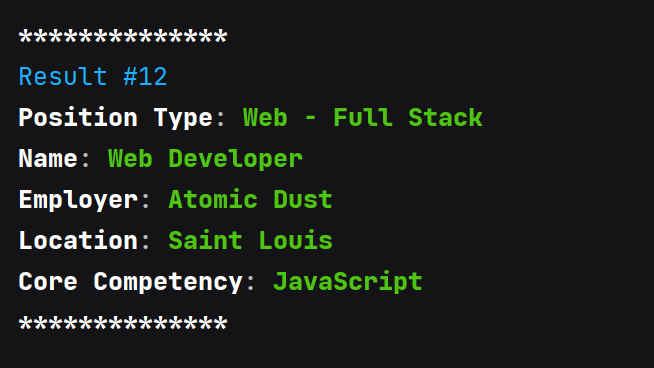 **************
Result #12
Position Type: Web - Full Stack
Name: Web Developer
Employer: Atomic Dust
Location: Saint Louis
Core Competency: JavaScript
**************